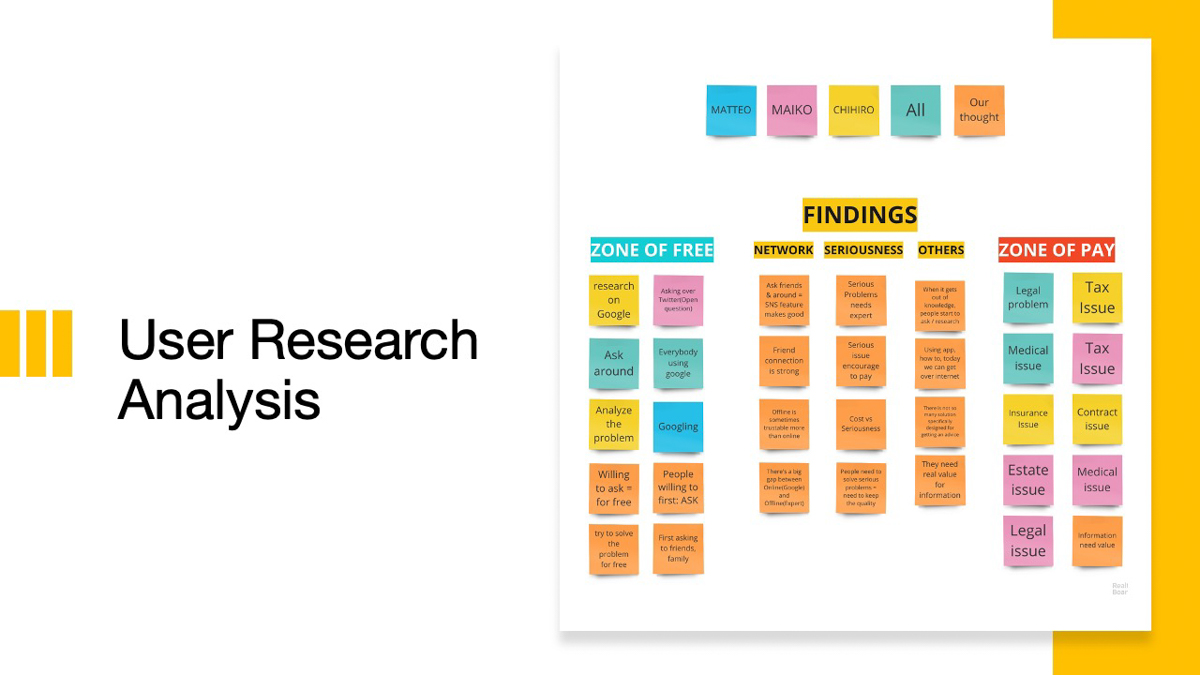 User Research
Analysis
MATTEO
MAIKO
CHIHIRO
All
Our
thought
FINDINGS
ZONE OF FREE
research
on
Google
Asking over
Twitter(Open
question)
Ask
around
Everybody
using
google
Analyze
the
problem
Googling
Willing
to ask =
for free
People
willing to
first: ASK
try to solve
the
problem
for free
First asking
to friends,
family
NETWORK
Ask friends
& around =
SNS feature
makes good
Friend
connection
is strong
Offline is
sometimes
trustable more
than online
There's a big
gap between
Online(Google)
and
Offline(Expert)
SERIOUSNESS
Serious
Problems
needs
expert
Serious
issue
encourage
to pay
Cost vs
Seriousness
People need to
solve serious
problems =
need to keep
the quality
OTHERS
When it gets
out of
knowledge,
people start to
ask / research
Using app,
how to, today
we can get
over internet
There is not so
many solution
specifically
designed for
getting an advice
They need
real value
for
information
ZONE OF PAY
Legal
problem
Tax
Issue
Medical
issue
Tax
Issue
Insurance
Issue
Contract
issue
Estate
issue
Medical
issue
Legal
issue
Information
need value